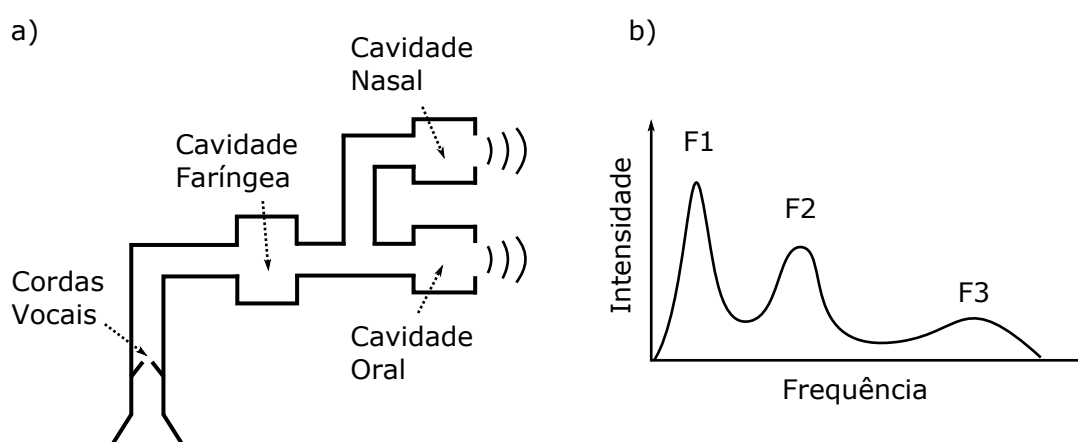 a)
Cavidade
Nasal
Cavidade
Faríngea
Cordas
Vocais
Cavidade
Oral
b)
F1
F2
F3
Intensidade
Frequência